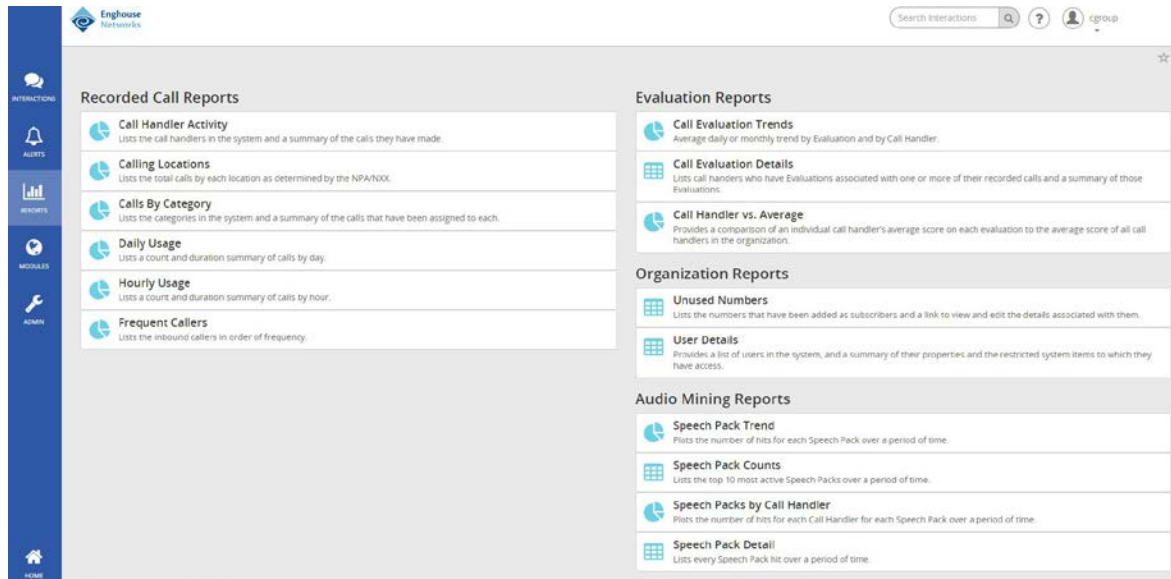 Enghouse
Networks
Search Interactions
?
cgroup
INTERACTIONS
ALERTS
REPORTS
MODULES
ADMIN
HOME
Recorded Call Reports
Call Handler Activity
Lists the call handlers in the system and a summary of the calls they have made.
Calling Locations
Lists the total calls by each location as determined by the NPA/NXX.
Calls By Category
Lists the categories in the system and a summary of the calls that have been assigned to each.
Daily Usage
Lists a count and duration summary of calls by day.
Hourly Usage
Lists a count and duration summary of calls by hour.
Frequent Callers
Lists the inbound callers in order of frequency.
Evaluation Reports
Call Evaluation Trends
Average daily or monthly trend by Evaluation and by Call Handler.
Call Evaluation Details
Lists call handers who have Evaluations associated with one or more of their recorded calls and a summary of those
Evaluations.
Call Handler vs. Average
Provides a comparison of an individual call handler's average score on each evaluation to the average score of all call
handlers in the organization.
Organization Reports
Unused Numbers
Lists the numbers that have been added as subscribers and a link to view and edit the details associated with them.
User Details
Provides a list of users in the system, and a summary of their properties and the restricted system items to which they
have access.
Audio Mining Reports
Speech Pack Trend
Plots the number of hits for each Speech Pack over a period of time.
Speech Pack Counts
Lists the top 10 most active Speech Packs over a period of time.
Speech Packs by Call Handler
Plots the number of hits for each Call Handler for each Speech Pack over a period of time.
Speech Pack Detail
Lists every Speech Pack hit over a period of time.